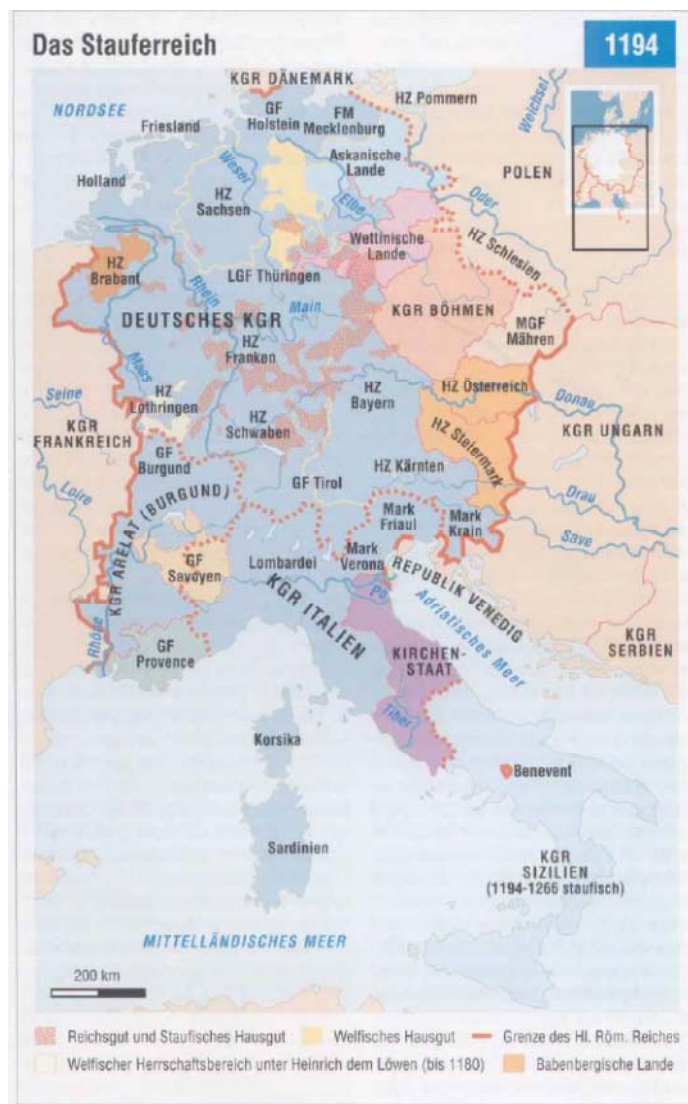 Das Stauferreich
1194
KGR DÄNEMARK
NORDSEE
GF
Holstein
FM
Mecklenburg
HZ Pommern
Weichsel
Friesland
Askanische
Lande
Holland
Weser
HZ
Sachsen
Elbe
Oder
POLEN
HZ
Brabant
Rhein
LGF Thüringen
Wettinische
Lande
HZ Schlesien
DEUTSCHES KGR
Main
KGR BÖHMEN
MGF
Mähren
Maas
HZ
Franken
Seine
HZ
Lothringen
HZ
Schwaben
HZ
Bayern
HZ Österreich
Donau
KGR
FRANKREICH
KGR UNGARN
GF
Burgund
HZ Steiermark
Loire
GF Tirol
HZ Kärnten
Drau
KGR ARELAT (BURGUND)
Mark
Friaul
Mark
Krain
Save
GF
Savoyen
Lombardei
Mark
Verona
REPUBLIK VENEDIG
Po
KGR ITALIEN
Adriatisches Meer
Rhône
GF
Provence
KIRCHEN-
STAAT
KGR
SERBIEN
Tiber
Korsika
Benevent
Sardinien
KGR
SIZILIEN
(1194-1266 staufisch)
MITTELLÄNDISCHES MEER
200 km
Reichsgut und Staufisches Hausgut
Welfisches Hausgut
Grenze des Hl. Röm. Reiches
Welfischer Herrschaftsbereich unter Heinrich dem Löwen (bis 1180)
Babenbergische Lande